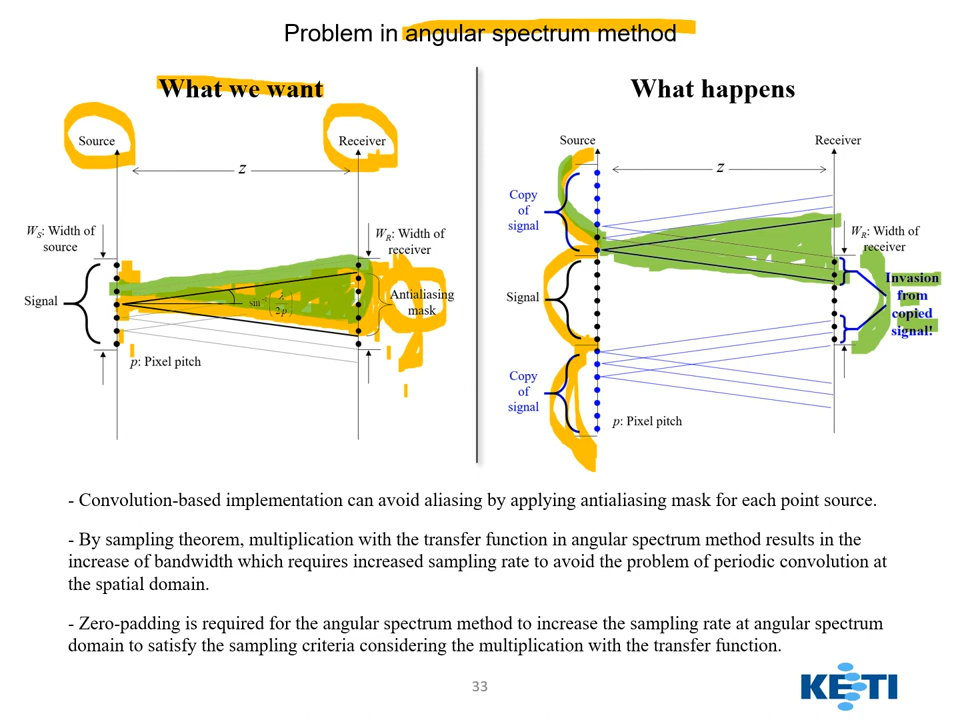 Problem in angular spectrum method
What we want
Source
Receiver
z
W_S: Width of
source
W_R: Width of
receiver
Signal
sin⁻¹(λ/2p)
Antialiasing
mask
p: Pixel pitch
What happens
Source
Receiver
z
Copy
of
signal
W_R: Width of
receiver
Signal
Invasion
from
copied
signal!
Copy
of
signal
p: Pixel pitch
- Convolution-based implementation can avoid aliasing by applying antialiasing mask for each point source.
- By sampling theorem, multiplication with the transfer function in angular spectrum method results in the
increase of bandwidth which requires increased sampling rate to avoid the problem of periodic convolution at
the spatial domain.
- Zero-padding is required for the angular spectrum method to increase the sampling rate at angular spectrum
domain to satisfy the sampling criteria considering the multiplication with the transfer function.
33
KETI